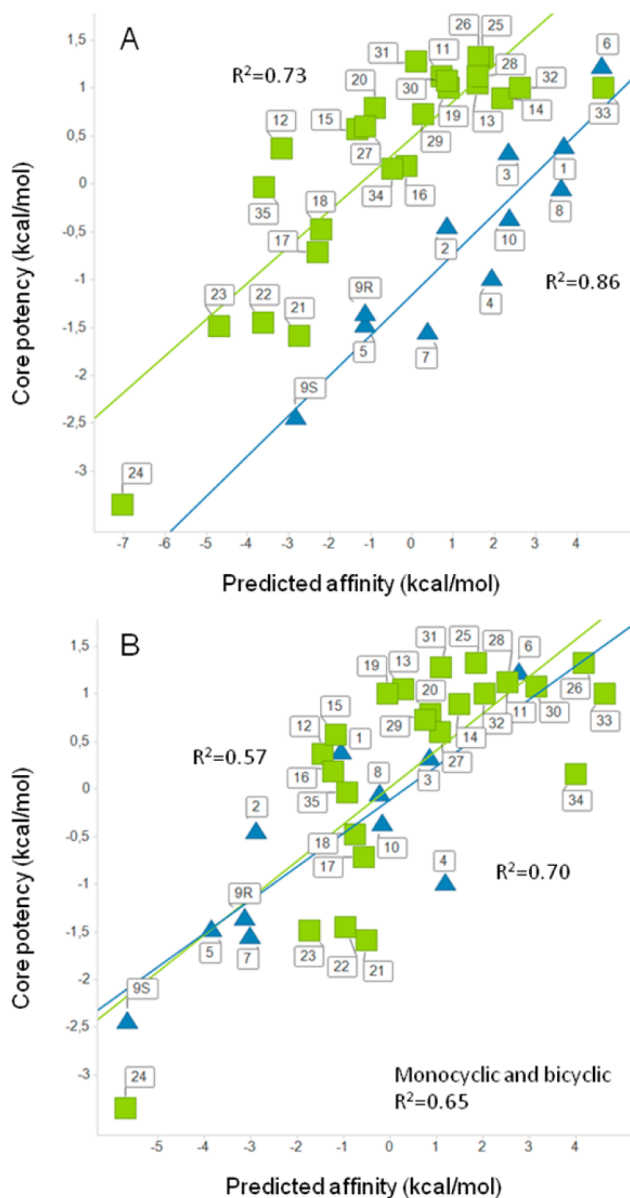 A
R²=0.73
R²=0.86
26 25
31 11 28 6
30 32
20 19 13 14 33
15
12 27 29 3 1
35 34 16 8
18 2 10
17
23 22 21 9R 4
5 7
9S
24
1,5
1
0,5
0
-0,5
-1
-1,5
-2
-2,5
-3
Core potency (kcal/mol)
-7 -6 -5 -4 -3 -2 -1 0 1 2 3 4
Predicted affinity (kcal/mol)
B
R²=0.57
R²=0.70
31 25 28 6
19 13
20 11 30 26 33
15 29 32
12 1 14
16 8 3 27 34
35
2 18 10
17 4
9R
5 7 23 22 21
9S
24
Monocyclic and bicyclic
R²=0.65
1,5
1
0,5
0
-0,5
-1
-1,5
-2
-2,5
-3
Core potency (kcal/mol)
-5 -4 -3 -2 -1 0 1 2 3 4
Predicted affinity (kcal/mol)